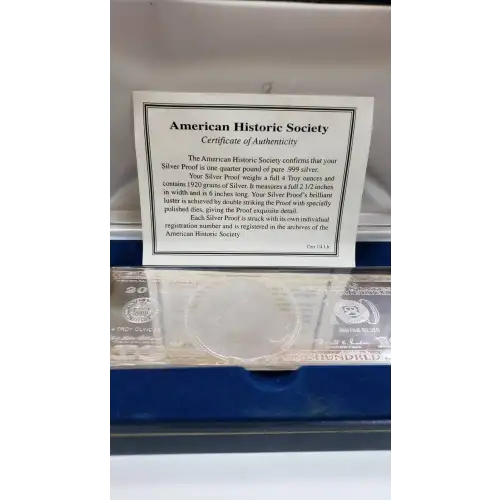 American Historic Society
Certificate of Authenticity
The American Historic Society confirms that your
Silver Proof is one quarter pound of pure .999 silver.
Your Silver Proof weighs a full 4 Troy ounces and
contains 1920 grains of Silver. It measures a full 2 1/2 inches
in width and is 6 inches long. Your Silver Proof's brilliant
luster is achieved by double striking the Proof with specially
polished dies, giving the Proof exquisite detail.
Each Silver Proof is struck with its own individual
registration number and is registered in the archives of the
American Historic Society
20
TROY OUNCES
999 FINE SILVER
HUNDRED